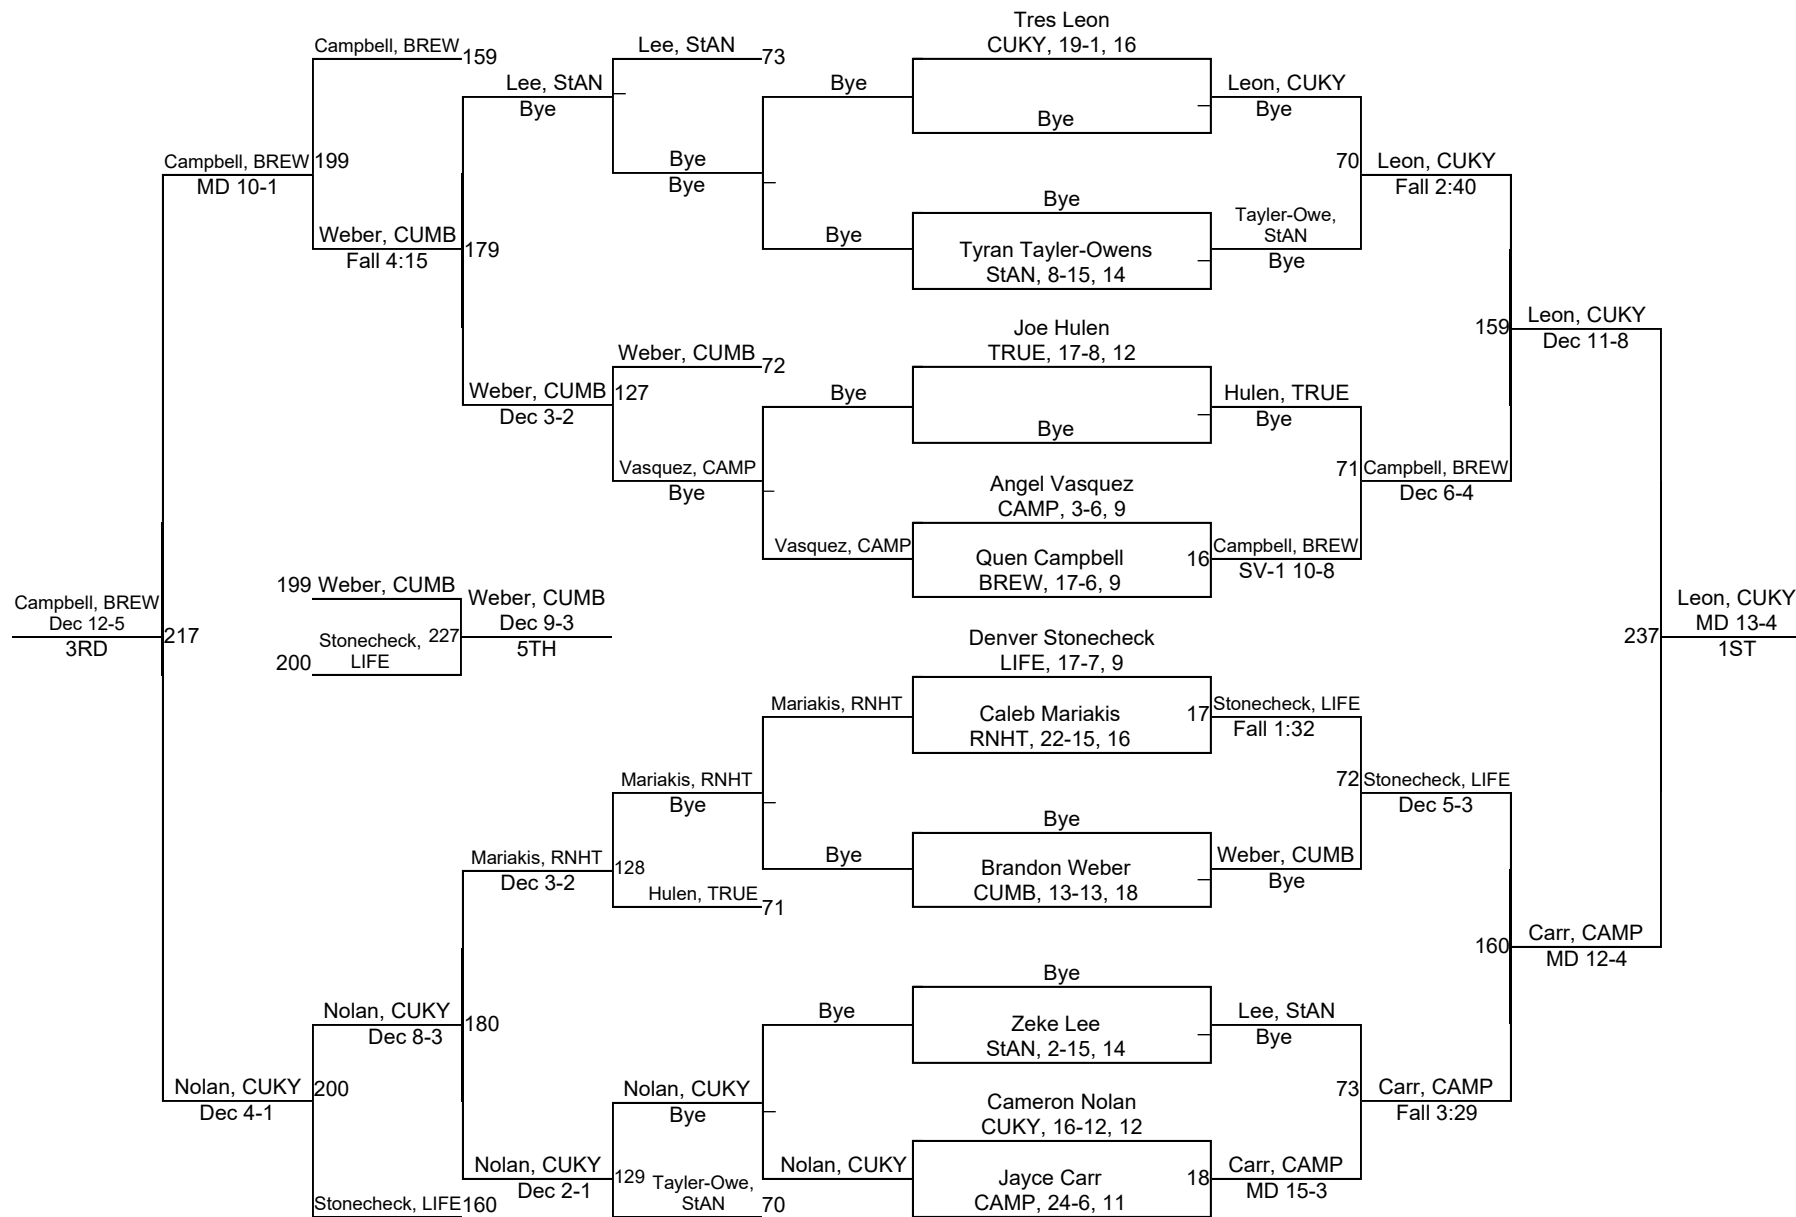 Tres Leon
CUKY, 19-1, 16
Campbell, BREW
159
Lee, StAN
73
Lee, StAN
Bye
Bye
Leon, CUKY
Bye
Bye
Campbell, BREW
199
MD 10-1
Bye
Bye
70
Leon, CUKY
Fall 2:40
Weber, CUMB
179
Fall 4:15
Bye
Bye
Tyran Tayler-Owens
StAN, 8-15, 14
Tayler-Owe,
StAN
Bye
Joe Hulen
TRUE, 17-8, 12
159
Leon, CUKY
Dec 11-8
Weber, CUMB
72
Weber, CUMB
127
Dec 3-2
Bye
Hulen, TRUE
Bye
Bye
Vasquez, CAMP
Bye
71
Campbell, BREW
Dec 6-4
Angel Vasquez
CAMP, 3-6, 9
Vasquez, CAMP
Quen Campbell
BREW, 17-6, 9
16
Campbell, BREW
SV-1 10-8
199
Weber, CUMB
Weber, CUMB
Dec 9-3
5TH
Campbell, BREW
Dec 12-5
3RD
217
Stonecheck,
LIFE
227
200
Leon, CUKY
MD 13-4
1ST
237
Denver Stonecheck
LIFE, 17-7, 9
Mariakis, RNHT
Caleb Mariakis
RNHT, 22-15, 16
17
Stonecheck, LIFE
Fall 1:32
Mariakis, RNHT
Bye
72
Stonecheck, LIFE
Dec 5-3
Bye
Mariakis, RNHT
128
Dec 3-2
Bye
Brandon Weber
CUMB, 13-13, 18
Weber, CUMB
Bye
Hulen, TRUE
71
160
Carr, CAMP
MD 12-4
Bye
Nolan, CUKY
180
Dec 8-3
Bye
Zeke Lee
StAN, 2-15, 14
Lee, StAN
Bye
Nolan, CUKY
200
Dec 4-1
Nolan, CUKY
Bye
Cameron Nolan
CUKY, 16-12, 12
73
Carr, CAMP
Fall 3:29
Nolan, CUKY
129
Dec 2-1
Nolan, CUKY
Jayce Carr
CAMP, 24-6, 11
18
Carr, CAMP
MD 15-3
Tayler-Owe,
StAN
70
Stonecheck, LIFE
160